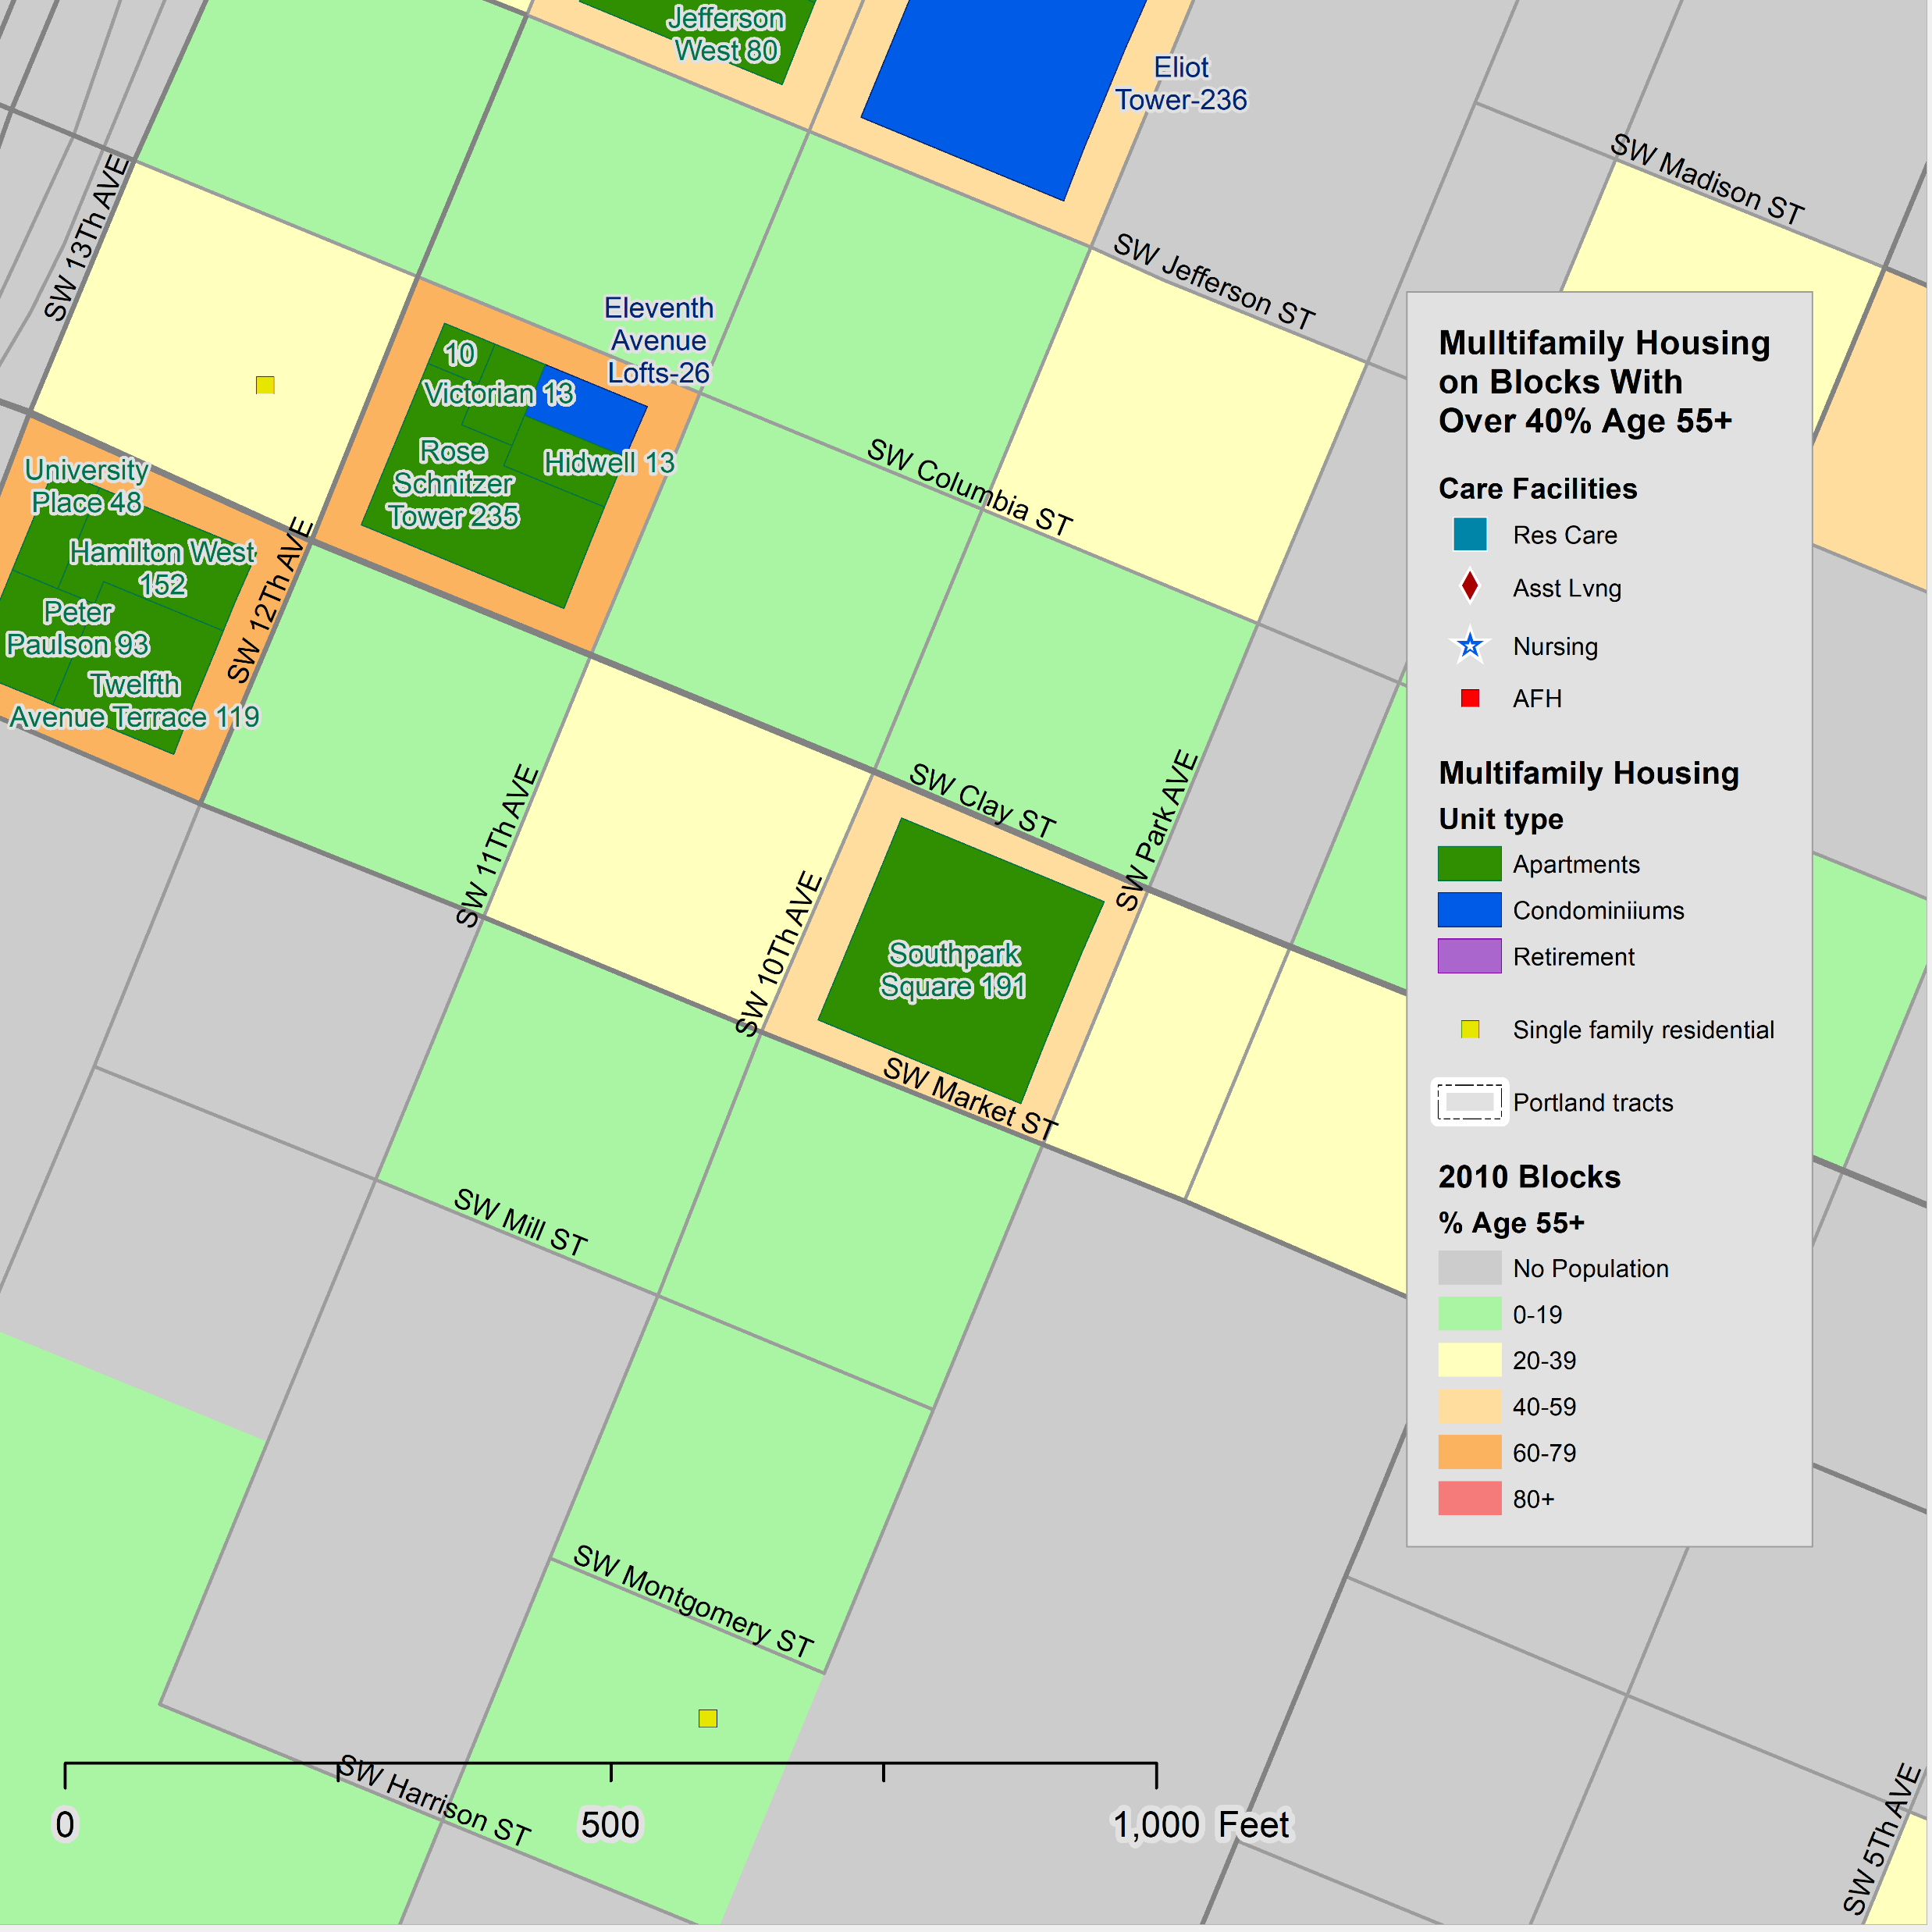 Jefferson
West 80
Eliot
Tower-236
SW Madison ST
SW 13Th AVE
SW Jefferson ST
Eleventh
Avenue
Lofts-26
10
Victorian 13
Rose
Schnitzer
Tower 235
Hidwell 13
SW Columbia ST
University
Place 48
Hamilton West
152
Peter
Paulson 93
Twelfth
Avenue Terrace 119
SW 12Th AVE
SW 11Th AVE
SW Clay ST
SW Park AVE
SW 10Th AVE
Southpark
Square 191
SW Market ST
SW Mill ST
SW Montgomery ST
SW Harrison ST
SW 5Th AVE
0
500
1,000 Feet
Mulltifamily Housing
on Blocks With
Over 40% Age 55+
Care Facilities
Res Care
Asst Lvng
Nursing
AFH
Multifamily Housing
Unit type
Apartments
Condominiiums
Retirement
Single family residential
Portland tracts
2010 Blocks
% Age 55+
No Population
0-19
20-39
40-59
60-79
80+